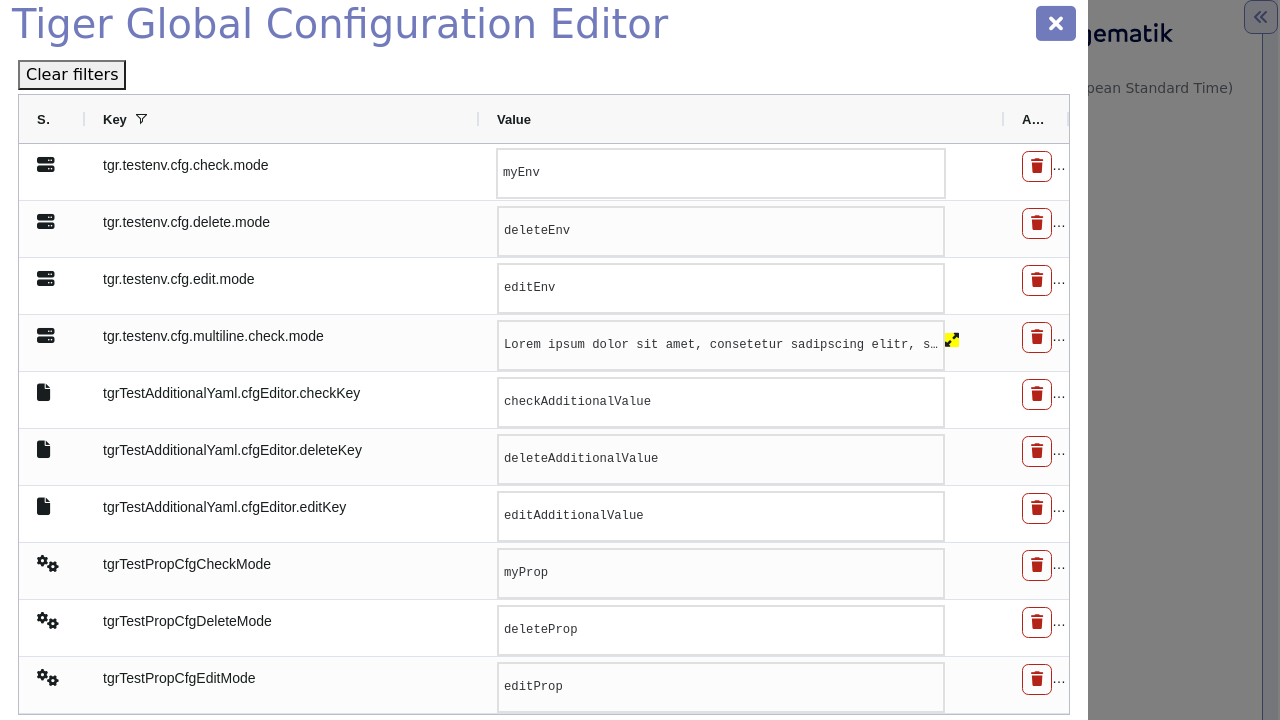 Tiger Global Configuration Editor
gematik
Clear filters
pean Standard Time)
S. Key Value A...
tgr.testenv.cfg.check.mode myEnv ...
tgr.testenv.cfg.delete.mode deleteEnv ...
tgr.testenv.cfg.edit.mode editEnv ...
tgr.testenv.cfg.multiline.check.mode Lorem ipsum dolor sit amet, consetetur sadipscing elitr, s… ...
tgrTestAdditionalYaml.cfgEditor.checkKey checkAdditionalValue ...
tgrTestAdditionalYaml.cfgEditor.deleteKey deleteAdditionalValue ...
tgrTestAdditionalYaml.cfgEditor.editKey editAdditionalValue ...
tgrTestPropCfgCheckMode myProp ...
tgrTestPropCfgDeleteMode deleteProp ...
tgrTestPropCfgEditMode editProp ...